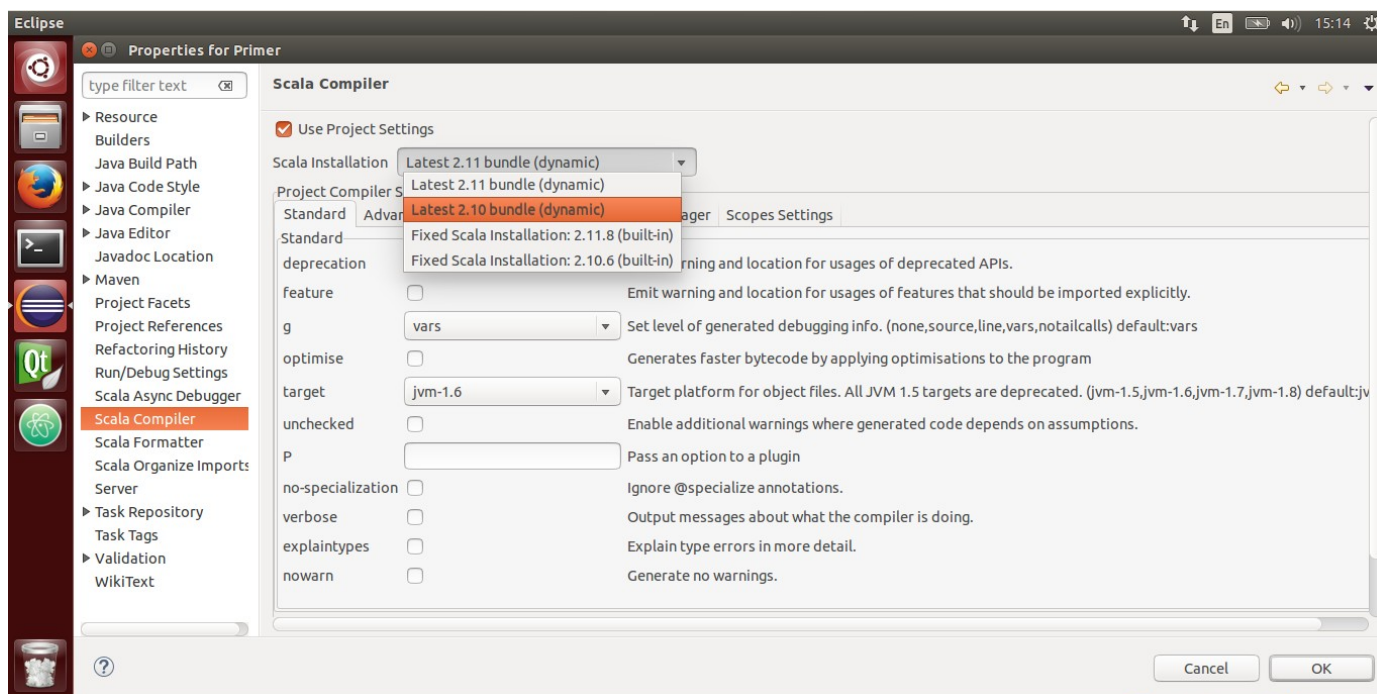 Eclipse
En
15:14
Properties for Primer
type filter text
Scala Compiler
Resource
Builders
Java Build Path
Java Code Style
Java Compiler
Java Editor
Javadoc Location
Maven
Project Facets
Project References
Refactoring History
Run/Debug Settings
Scala Async Debugger
Scala Compiler
Scala Formatter
Scala Organize Imports
Server
Task Repository
Task Tags
Validation
WikiText
Use Project Settings
Scala Installation Latest 2.11 bundle (dynamic)
Latest 2.11 bundle (dynamic)
Latest 2.10 bundle (dynamic)
Fixed Scala Installation: 2.11.8 (built-in)
Fixed Scala Installation: 2.10.6 (built-in)
Project Compiler S
Standard Advan ager Scopes Settings
Standard
deprecation rning and location for usages of deprecated APIs.
feature Emit warning and location for usages of features that should be imported explicitly.
g vars Set level of generated debugging info. (none,source,line,vars,notailcalls) default:vars
optimise Generates faster bytecode by applying optimisations to the program
target jvm-1.6 Target platform for object files. All JVM 1.5 targets are deprecated. (jvm-1.5,jvm-1.6,jvm-1.7,jvm-1.8) default:jv
unchecked Enable additional warnings where generated code depends on assumptions.
P Pass an option to a plugin
no-specialization Ignore @specialize annotations.
verbose Output messages about what the compiler is doing.
explaintypes Explain type errors in more detail.
nowarn Generate no warnings.
Qt
Cancel OK